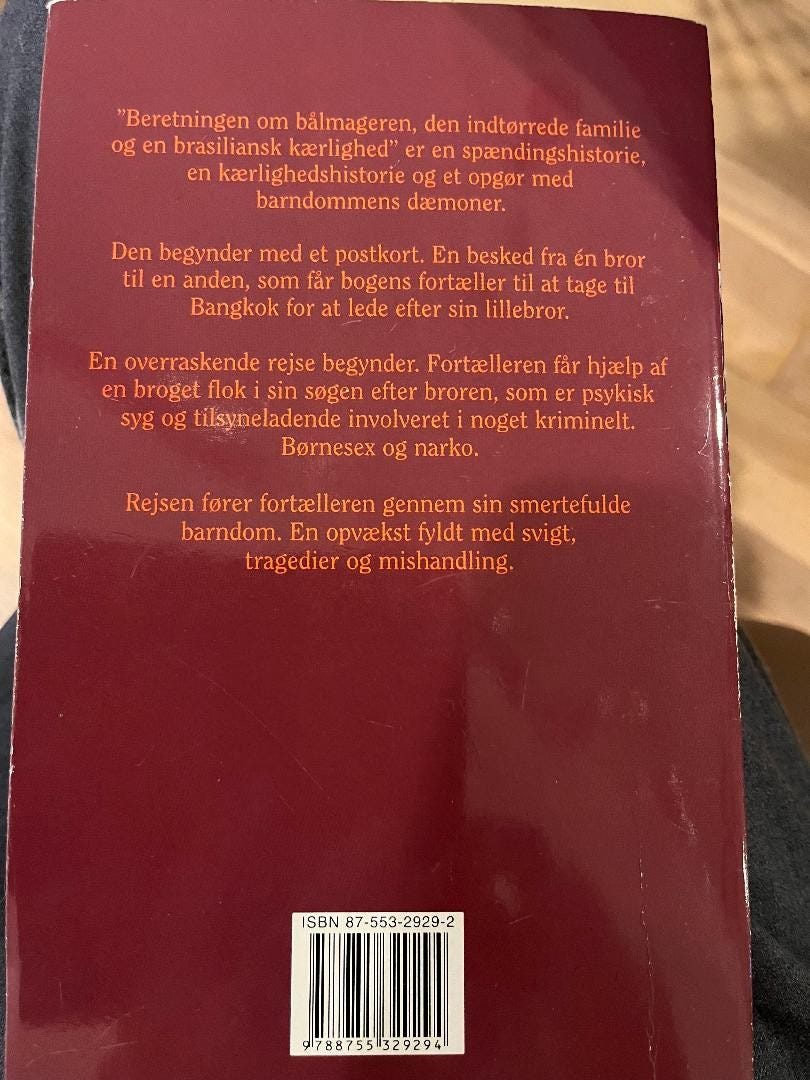 ”Beretningen om bålmageren, den indtørrede familie
og en brasiliansk kærlighed” er en spændingshistorie,
en kærlighedshistorie og et opgør med
barndommens dæmoner.
Den begynder med et postkort. En besked fra én bror
til en anden, som får bogens fortæller til at tage til
Bangkok for at lede efter sin lillebror.
En overraskende rejse begynder. Fortælleren får hjælp af
en broget flok i sin søgen efter broren, som er psykisk
syg og tilsyneladende involveret i noget kriminelt.
Børnesex og narko.
Rejsen fører fortælleren gennem sin smertefulde
barndom. En opvækst fyldt med svigt,
tragedier og mishandling.
ISBN 87-553-2929-2
9 788755 329294